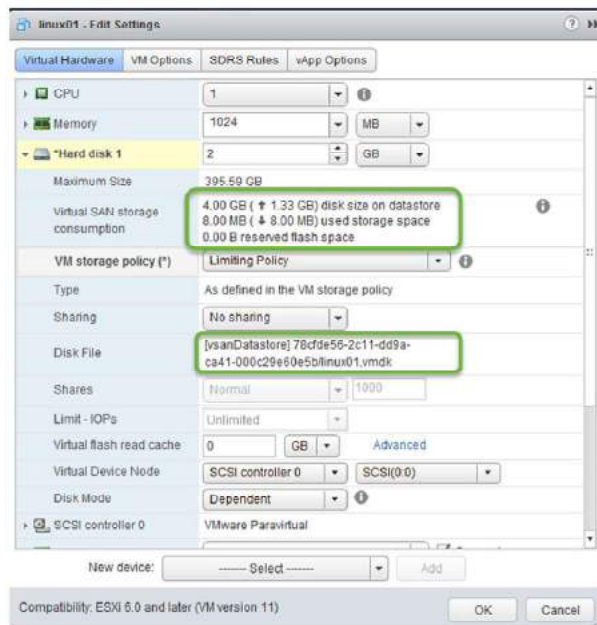 linux01 - Edit Settings
Virtual Hardware VM Options SDRS Rules vApp Options
CPU 1
Memory 1024 MB
*Hard disk 1 2 GB
Maximum Size 395.59 GB
Virtual SAN storage consumption
4.00 GB ( ↑ 1.33 GB) disk size on datastore
8.00 MB ( ↓ 8.00 MB) used storage space
0.00 B reserved flash space
VM storage policy (*) Limiting Policy
Type As defined in the VM storage policy
Sharing No sharing
Disk File
[vsanDatastore] 78cfde56-2c11-dd9a-
ca41-000c29e60e5b/linux01.vmdk
Shares Normal 1000
Limit - IOPs Unlimited
Virtual flash read cache 0 GB Advanced
Virtual Device Node SCSI controller 0 SCSI(0:0)
Disk Mode Dependent
SCSI controller 0 VMware Paravirtual
New device: ------- Select ------- Add
Compatibility: ESXi 6.0 and later (VM version 11) OK Cancel